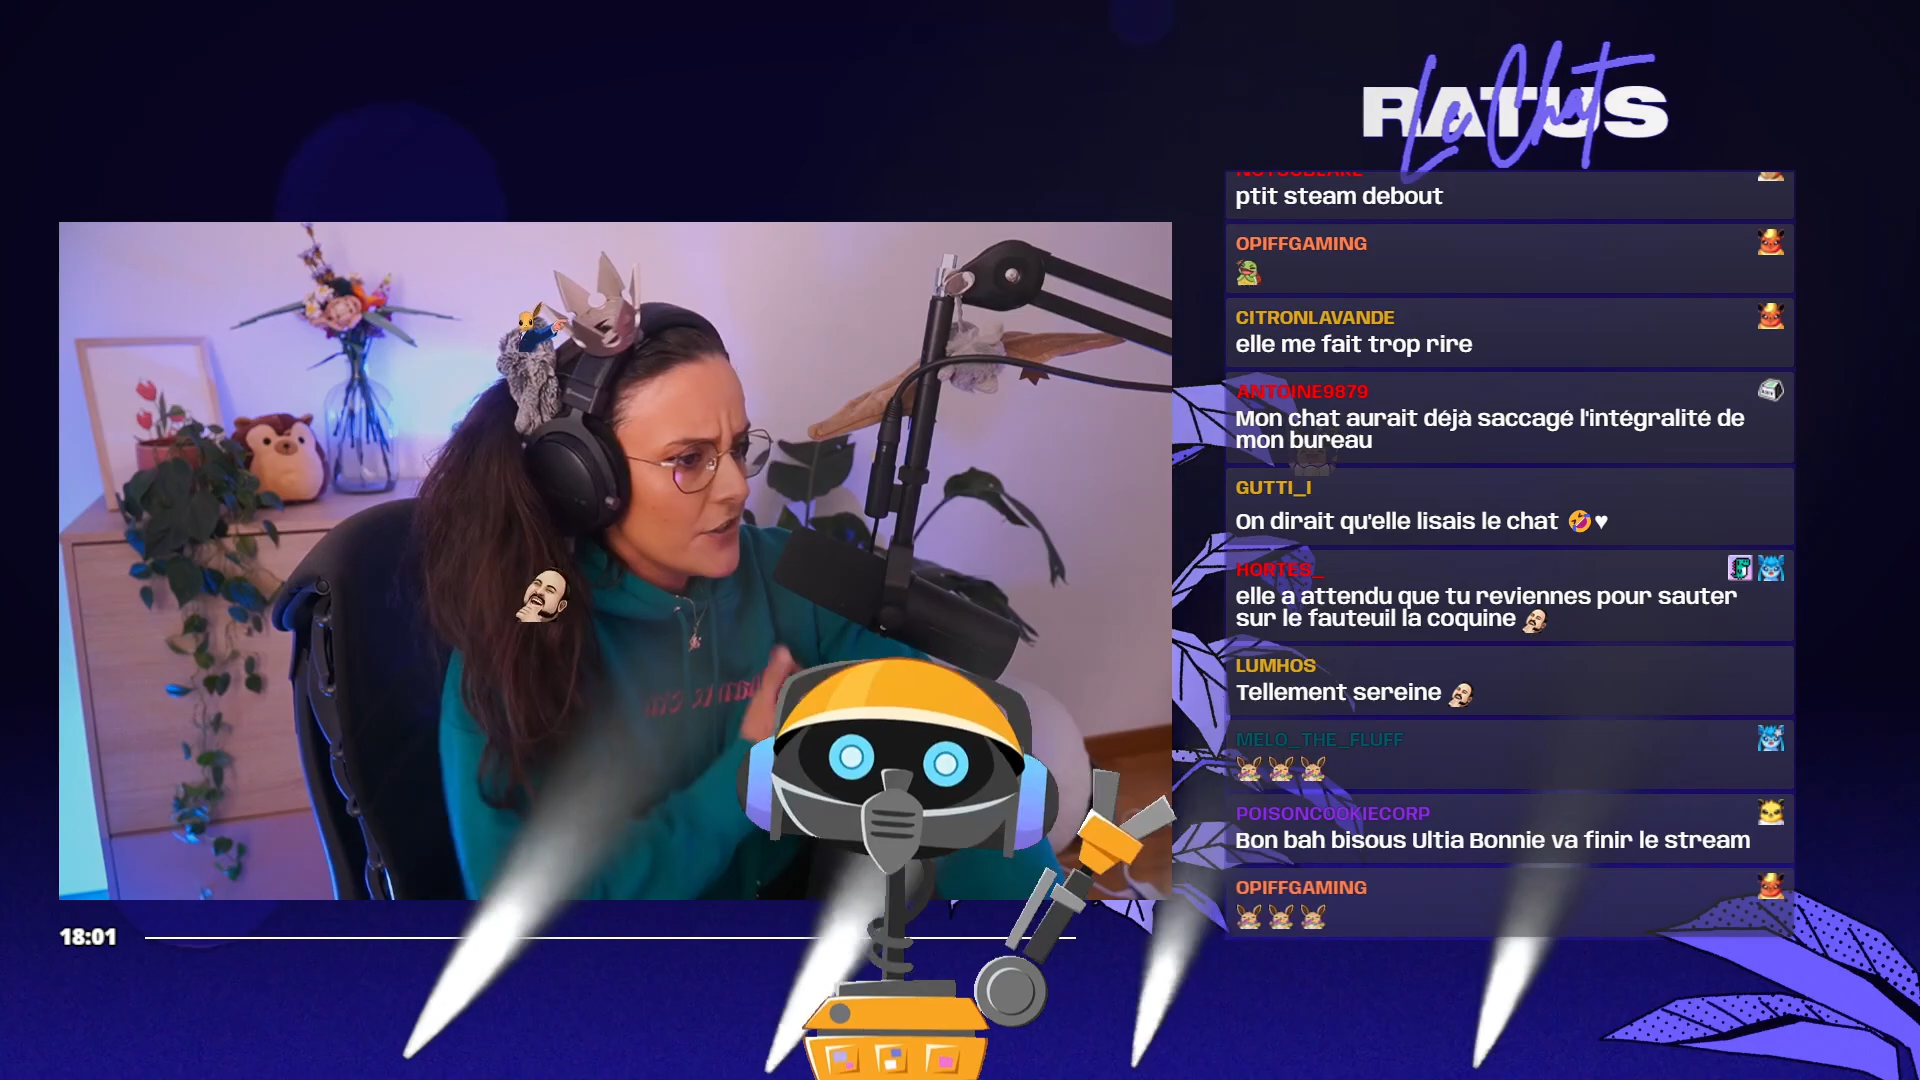 RATUS
Le Chat
ptit steam debout
OPIFFGAMING
CITRONLAVANDE
elle me fait trop rire
ANTOINE9879
Mon chat aurait déjà saccagé l'intégralité de
mon bureau
GUTTI_I
On dirait qu'elle lisais le chat 🤣♥
HORTES_
elle a attendu que tu reviennes pour sauter
sur le fauteuil la coquine
LUMHOS
Tellement sereine
MELO_THE_FLUFF
POISONCOOKIECORP
Bon bah bisous Ultia Bonnie va finir le stream
OPIFFGAMING
18:01